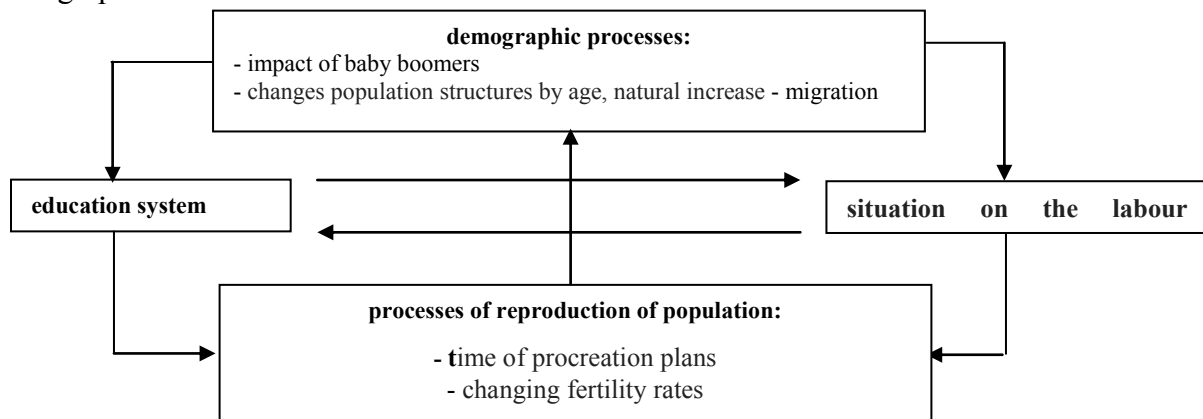 demographic processes:
- impact of baby boomers
- changes population structures by age, natural increase - migration
education system
situation on the labour
processes of reproduction of population:
- time of procreation plans
- changing fertility rates